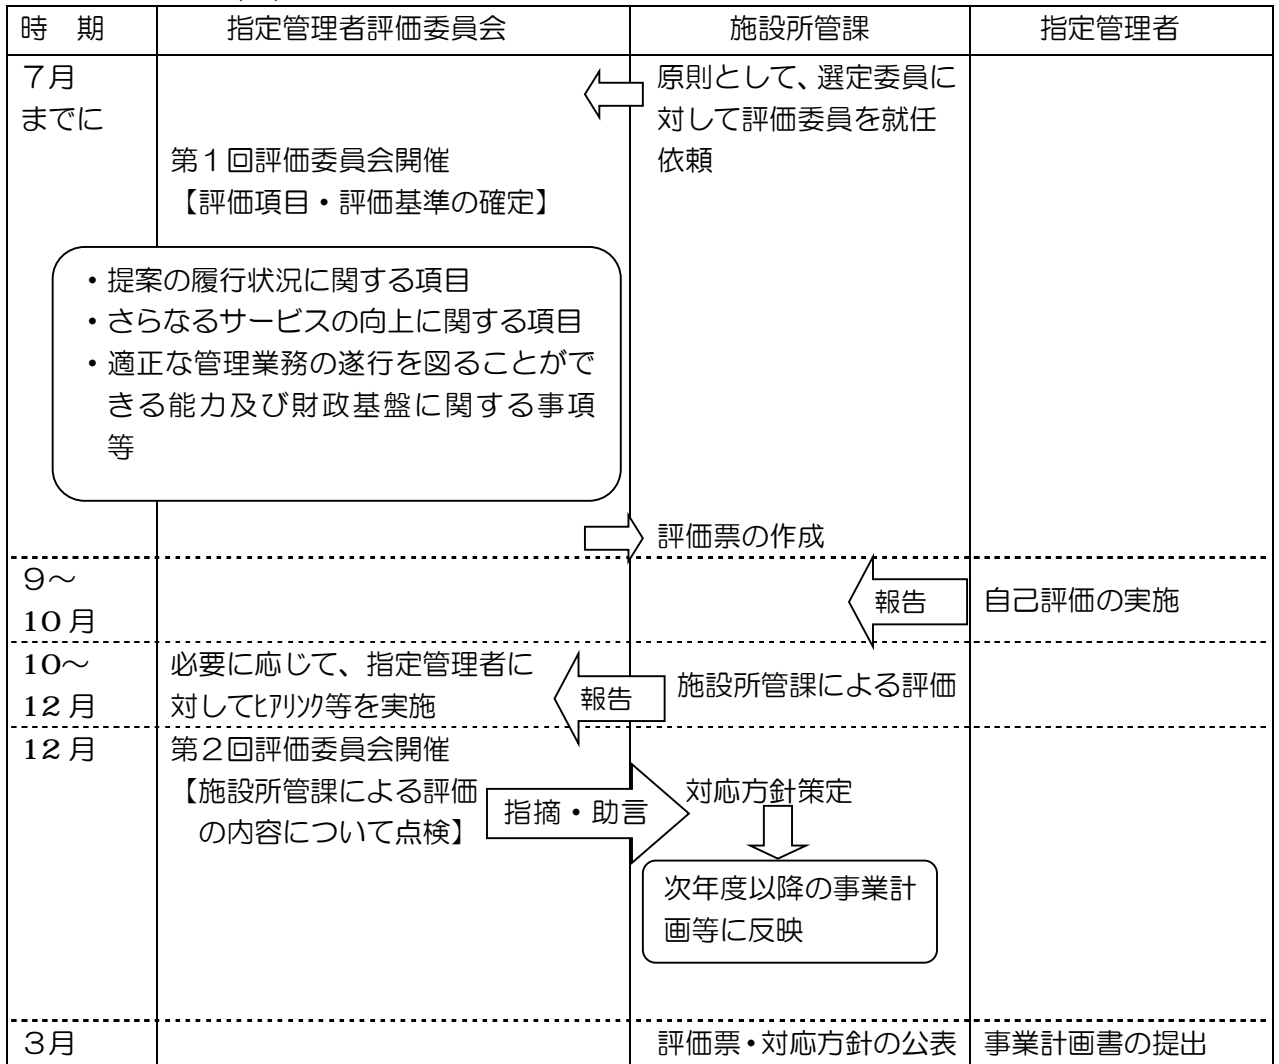 時　期　指定管理者評価委員会　施設所管課　指定管理者
７月
までに
原則として、選定委員に
対して評価委員を就任
依頼
第１回評価委員会開催
【評価項目・評価基準の確定】
・提案の履行状況に関する項目
・さらなるサービスの向上に関する項目
・適正な管理業務の遂行を図ることがで
きる能力及び財政基盤に関する事項
等
評価票の作成
９～
10月
報告
自己評価の実施
10～
12月
必要に応じて、指定管理者に
対してﾋｱﾘﾝｸ等を実施
報告
施設所管課による評価
12月
第２回評価委員会開催
【施設所管課による評価
の内容について点検】
指摘・助言
対応方針策定
次年度以降の事業計
画等に反映
３月
評価票・対応方針の公表
事業計画書の提出